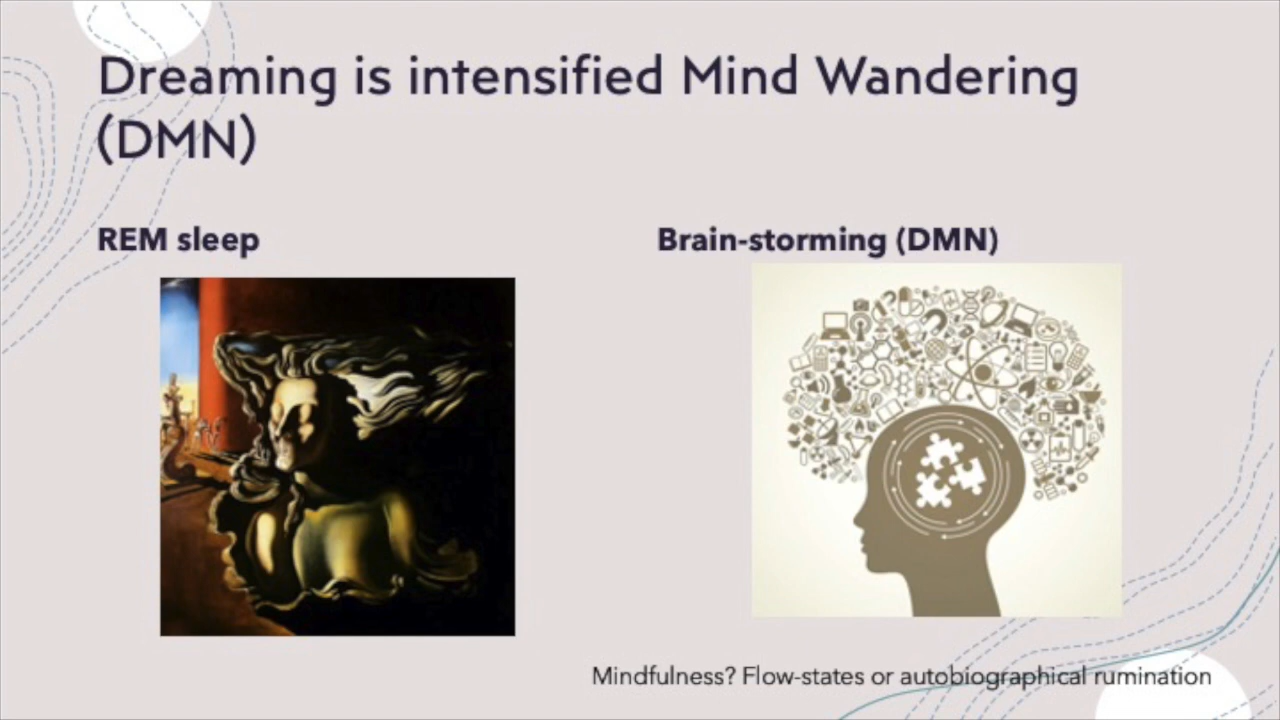 Dreaming is intensified Mind Wandering
(DMN)
REM sleep
Brain-storming (DMN)
Mindfulness? Flow-states or autobiographical rumination